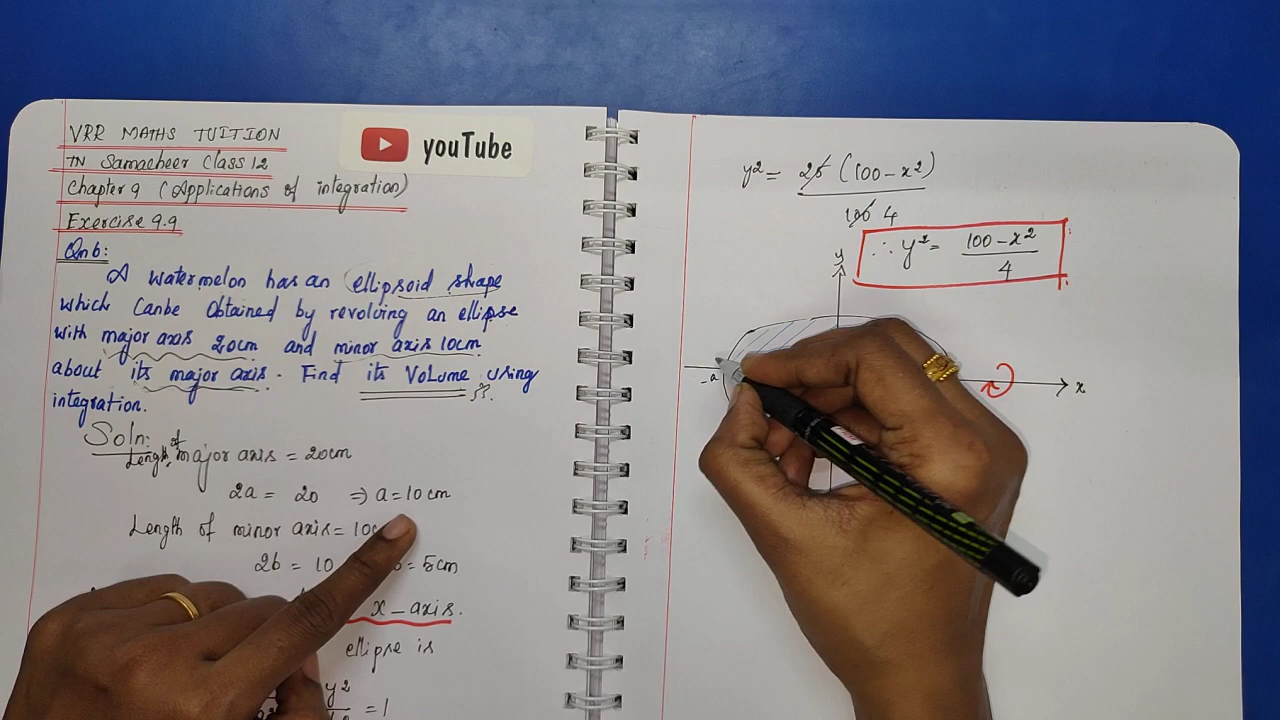 VRR MATHS TUITION
TN Samacheer Class 12
Chapter 9 (Applications of integration)
Exercise 9.9
Qn 6:
A watermelon has an ellipsoid shape
which Canbe Obtained by revolving an ellipse
with major axis 20cm and minor axis 10cm
about its major axis. Find its Volume using
integration.
Soln:
Length of major axis = 20cm
2a = 20 ⇒ a=10 cm
Length of minor axis= 10c
2b = 10 = 5cm
x-axis.
ellipse is
y²
= 1
youTube
y² = 25 (100-x²)
100 4
∴ y² = 100-x²
4
y
-a
x